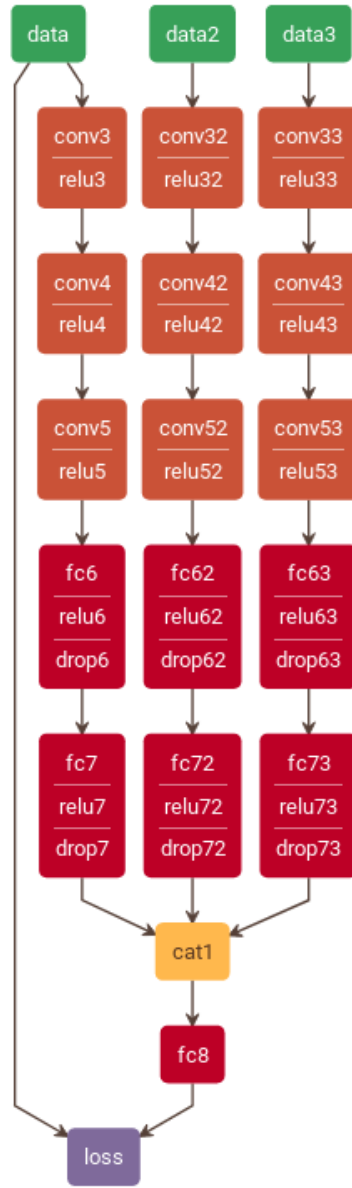 data data2 data3
conv3 conv32 conv33
relu3 relu32 relu33
conv4 conv42 conv43
relu4 relu42 relu43
conv5 conv52 conv53
relu5 relu52 relu53
fc6 fc62 fc63
relu6 relu62 relu63
drop6 drop62 drop63
fc7 fc72 fc73
relu7 relu72 relu73
drop7 drop72 drop73
cat1
fc8
loss